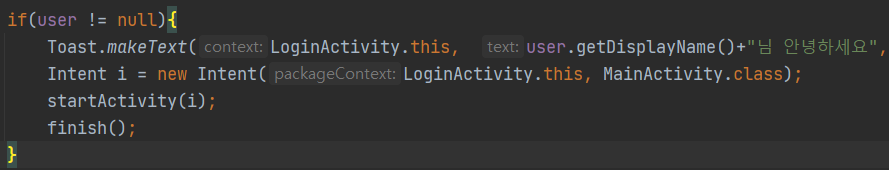 if(user != null){
Toast.makeText( context: LoginActivity.this, text: user.getDisplayName()+"님 안녕하세요",
Intent i = new Intent( packageContext: LoginActivity.this, MainActivity.class);
startActivity(i);
finish();
}